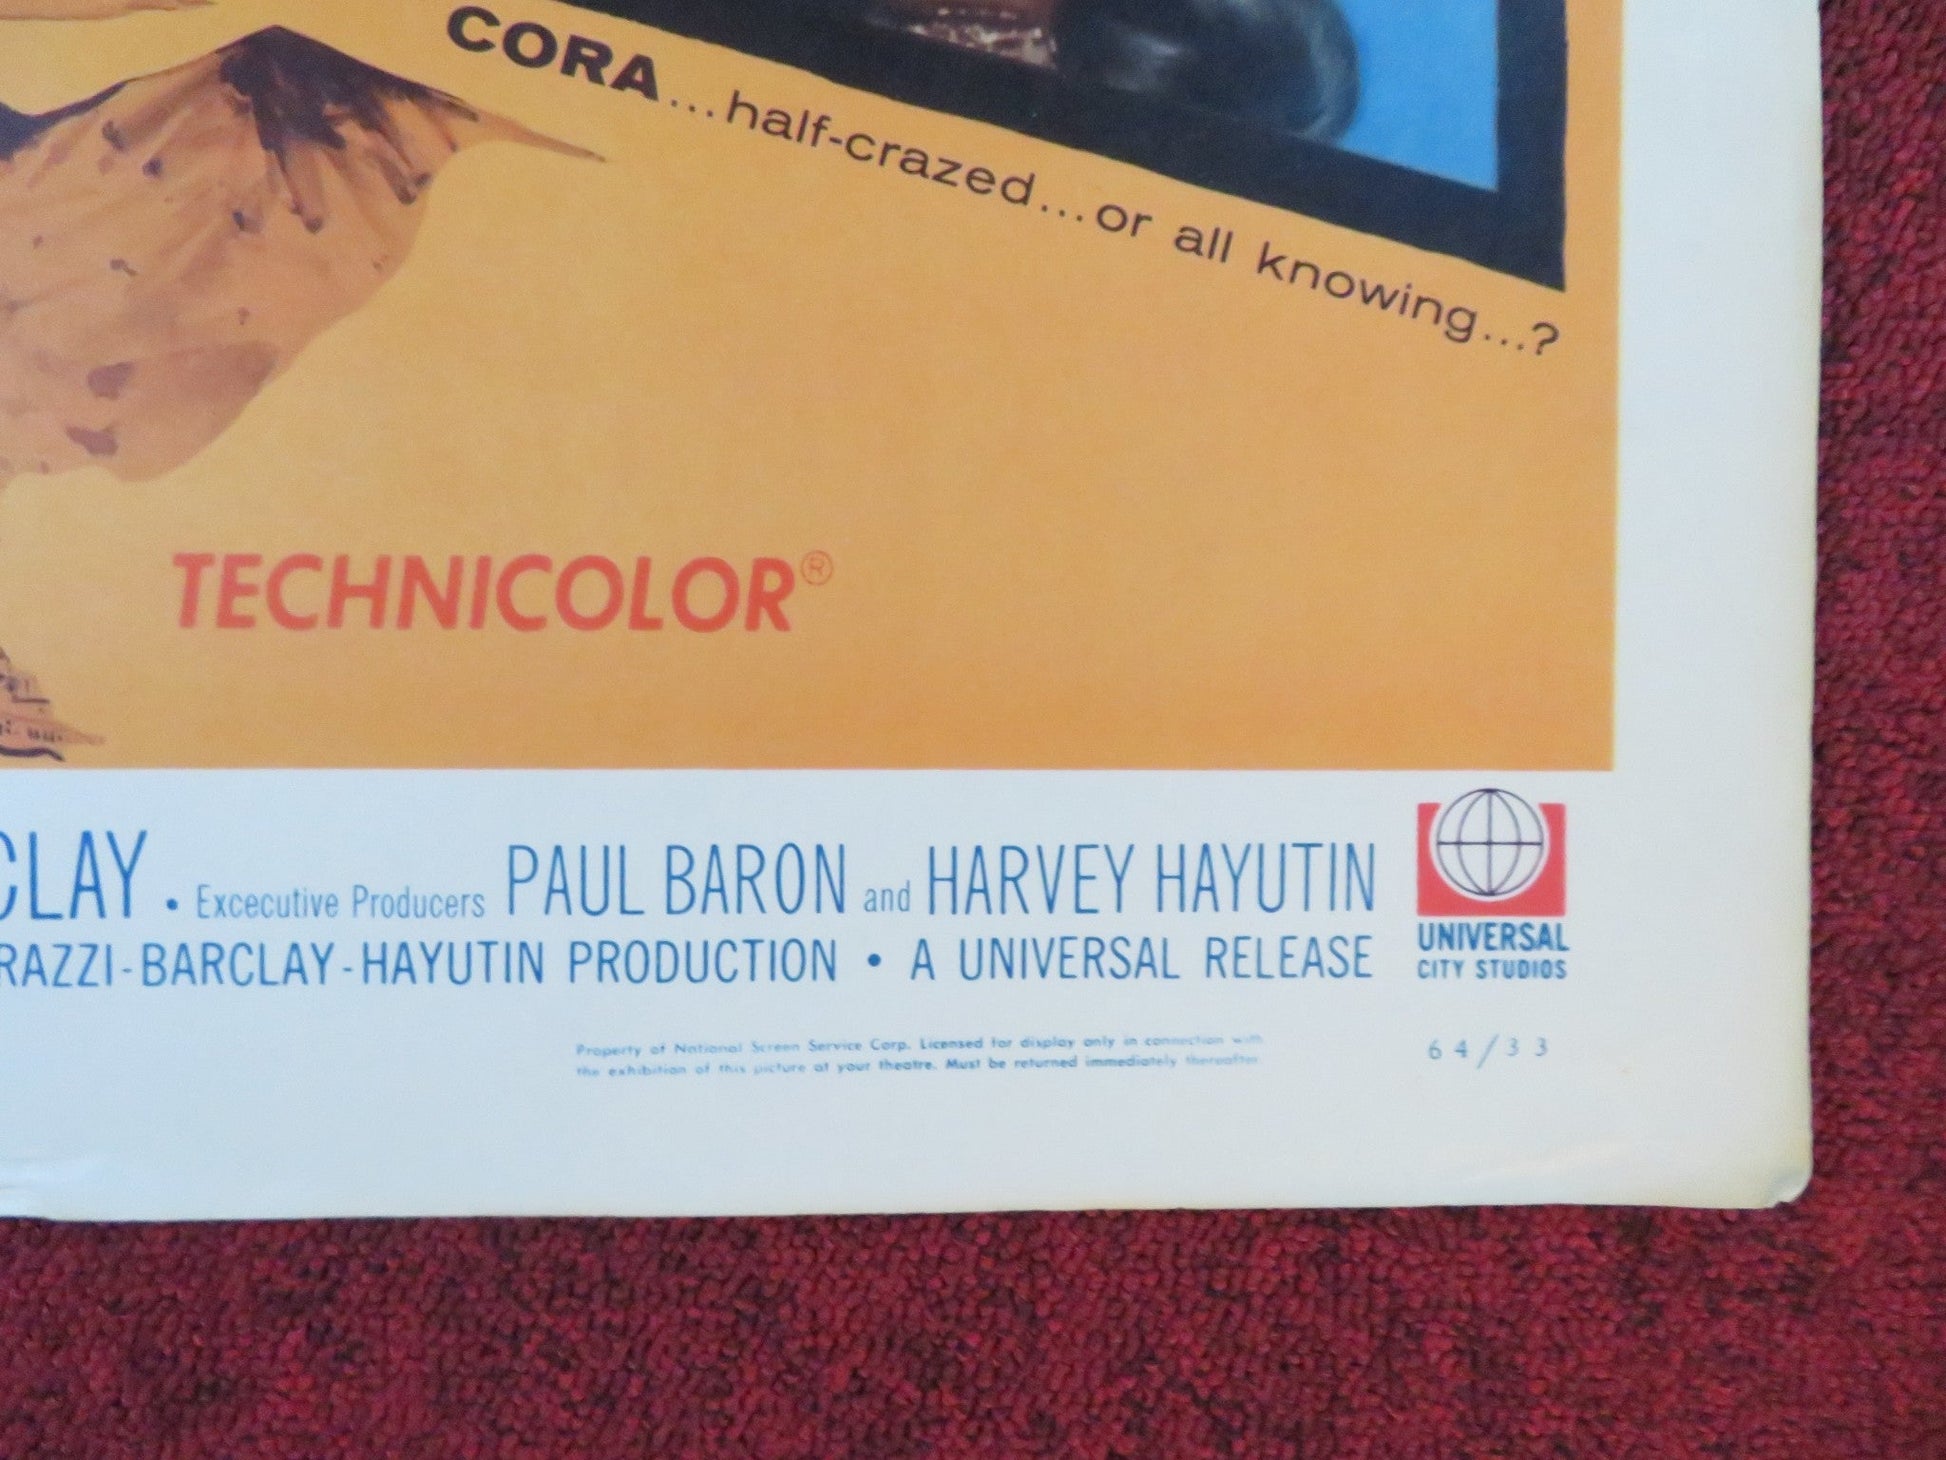 CORA...half-crazed...or all knowing...?
TECHNICOLOR®
CLAY • Excecutive Producers PAUL BARON and HARVEY HAYUTIN
RAZZI-BARCLAY-HAYUTIN PRODUCTION • A UNIVERSAL RELEASE
UNIVERSAL
CITY STUDIOS
Property of National Screen Service Corp. Licensed for display only in connection with
the exhibition of this picture at your theatre. Must be returned immediately thereafter.
64/33